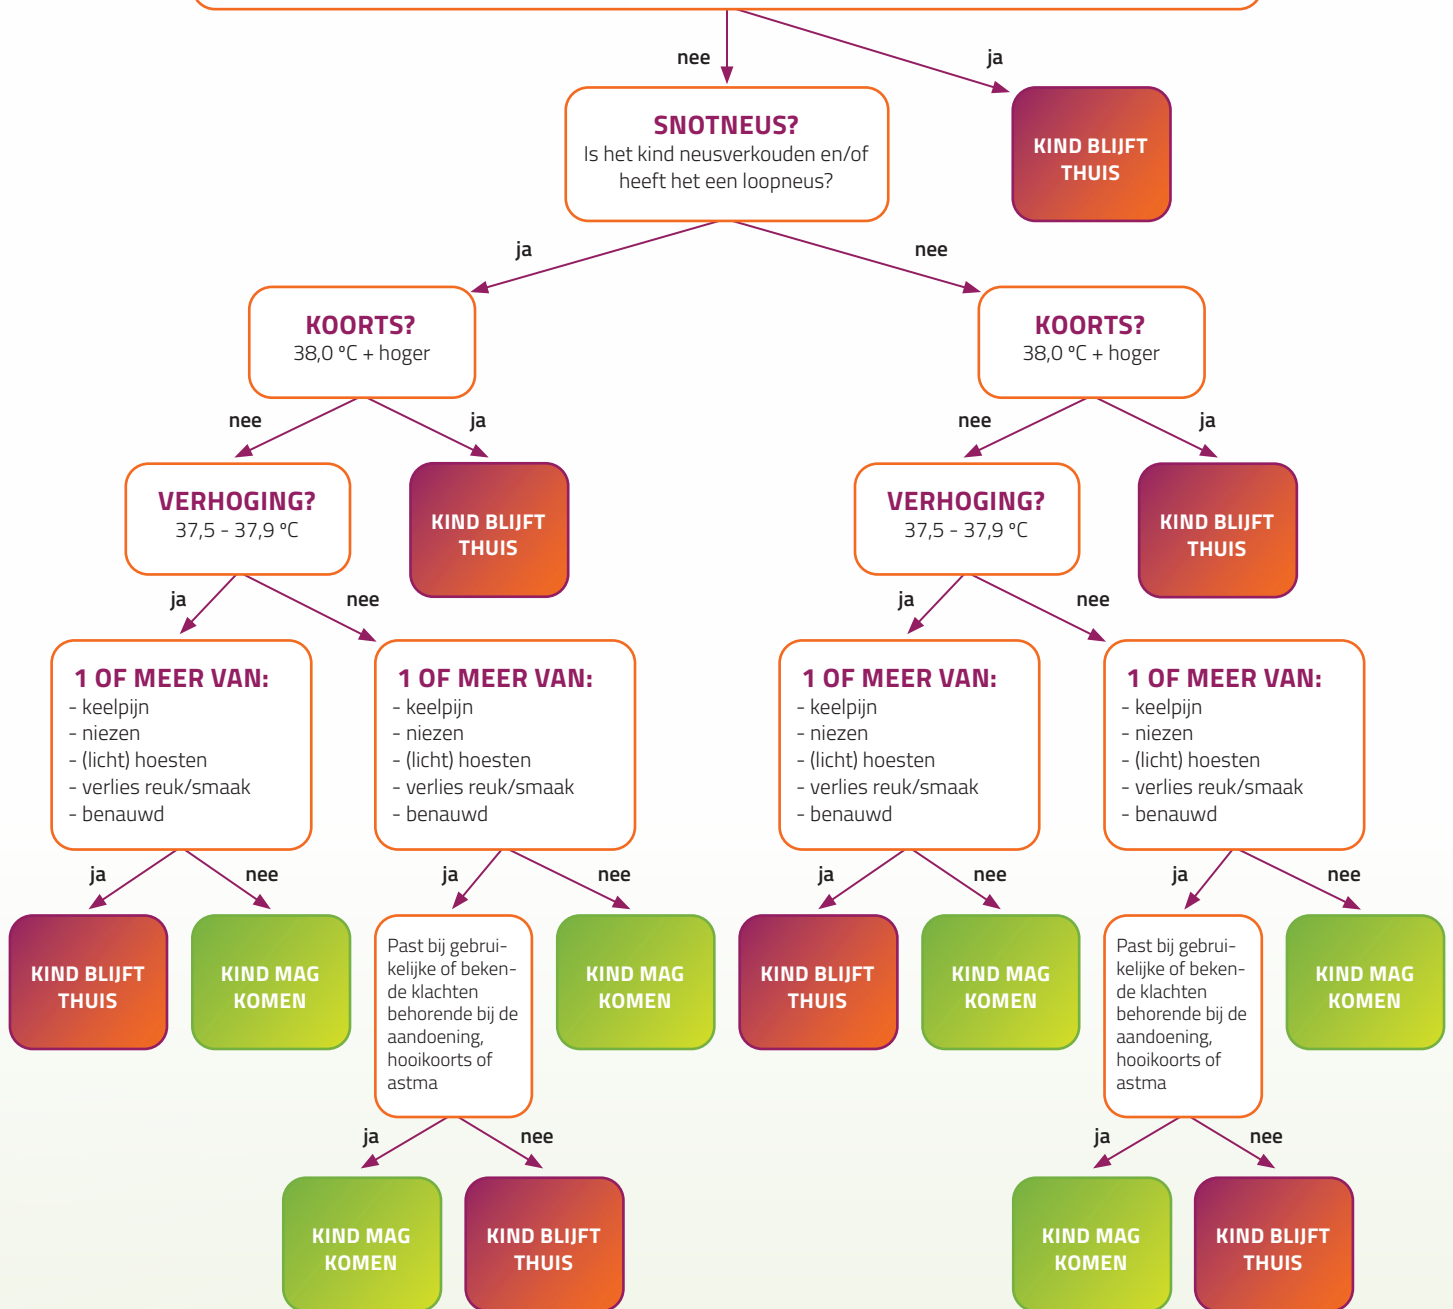 nee
ja
SNOTNEUS?
Is het kind neusverkouden en/of
heeft het een loopneus?
KIND BLIJFT
THUIS
ja
nee
KOORTS?
38,0 ºC + hoger
KOORTS?
38,0 ºC + hoger
nee
ja
nee
ja
VERHOGING?
37,5 - 37,9 ºC
KIND BLIJFT
THUIS
VERHOGING?
37,5 - 37,9 ºC
KIND BLIJFT
THUIS
ja
nee
ja
nee
1 OF MEER VAN:
- keelpijn
- niezen
- (licht) hoesten
- verlies reuk/smaak
- benauwd
1 OF MEER VAN:
- keelpijn
- niezen
- (licht) hoesten
- verlies reuk/smaak
- benauwd
1 OF MEER VAN:
- keelpijn
- niezen
- (licht) hoesten
- verlies reuk/smaak
- benauwd
1 OF MEER VAN:
- keelpijn
- niezen
- (licht) hoesten
- verlies reuk/smaak
- benauwd
ja
nee
ja
nee
ja
nee
ja
nee
KIND BLIJFT
THUIS
KIND MAG
KOMEN
Past bij gebrui-
kelijke of beken-
de klachten
behorende bij de
aandoening,
hooikoorts of
astma
KIND MAG
KOMEN
KIND BLIJFT
THUIS
KIND MAG
KOMEN
Past bij gebrui-
kelijke of beken-
de klachten
behorende bij de
aandoening,
hooikoorts of
astma
KIND MAG
KOMEN
ja
nee
ja
nee
KIND MAG
KOMEN
KIND BLIJFT
THUIS
KIND MAG
KOMEN
KIND BLIJFT
THUIS